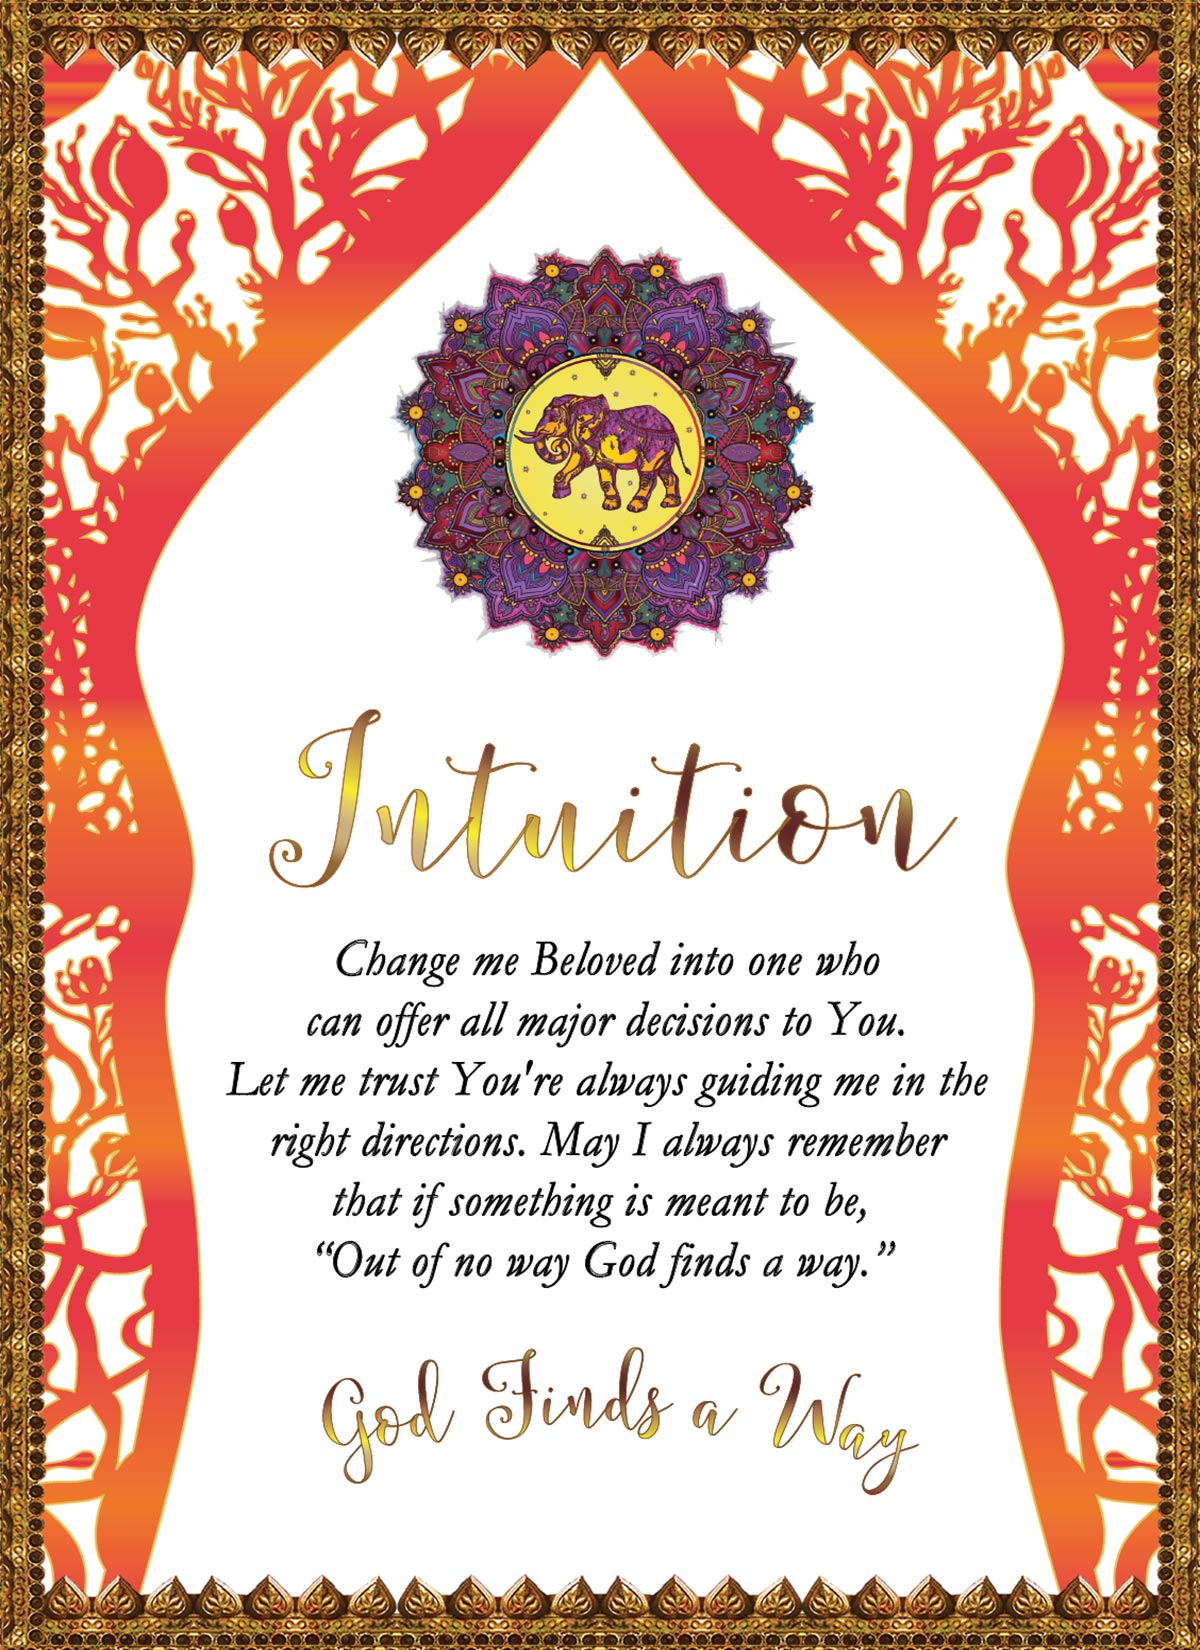 Intuition
Change me Beloved into one who
can offer all major decisions to You.
Let me trust You're always guiding me in the
right directions. May I always remember
that if something is meant to be,
“Out of no way God finds a way.”
God Finds a Way